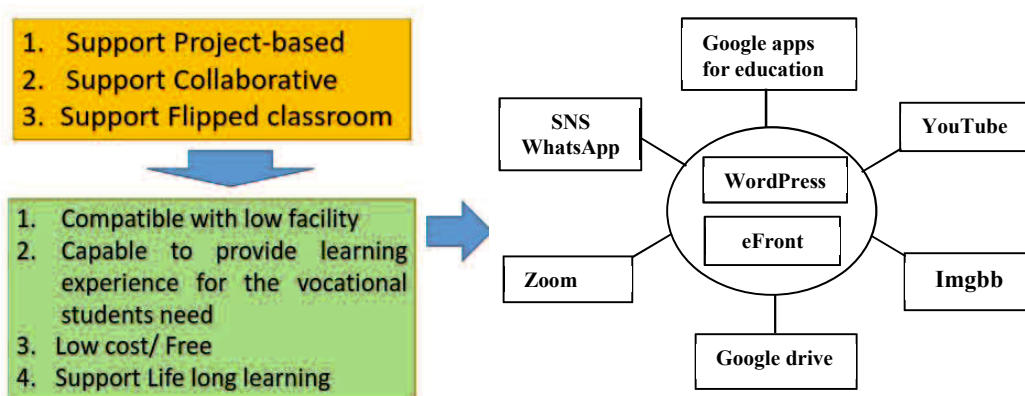 1. Support Project-based
2. Support Collaborative
3. Support Flipped classroom
1. Compatible with low facility
2. Capable to provide learning
experience for the vocational
students need
3. Low cost/ Free
4. Support Life long learning
Google apps
for education
SNS
WhatsApp
YouTube
WordPress
eFront
Zoom
Imgbb
Google drive